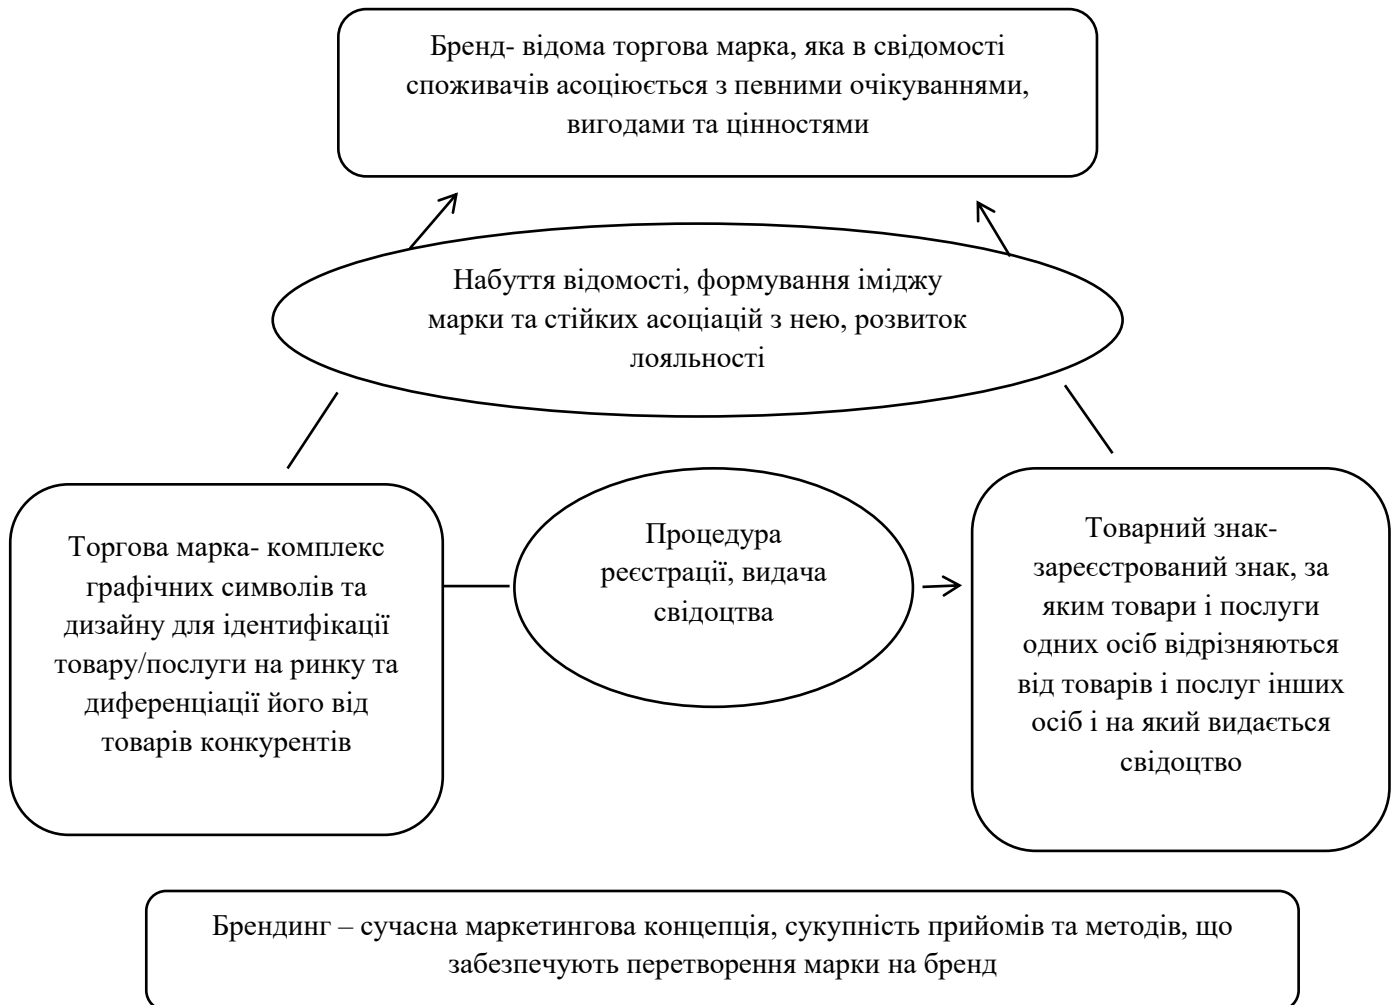 Бренд- відома торгова марка, яка в свідомості
споживачів асоціюється з певними очікуваннями,
вигодами та цінностями
Набуття відомості, формування іміджу
марки та стійких асоціацій з нею, розвиток
лояльності
Торгова марка- комплекс
графічних символів та
дизайну для ідентифікації
товару/послуги на ринку та
диференціації його від
товарів конкурентів
Процедура
реєстрації, видача
свідоцтва
Товарний знак-
зареєстрований знак, за
яким товари і послуги
одних осіб відрізняються
від товарів і послуг інших
осіб і на який видається
свідоцтво
Брендинг – сучасна маркетингова концепція, сукупність прийомів та методів, що
забезпечують перетворення марки на бренд